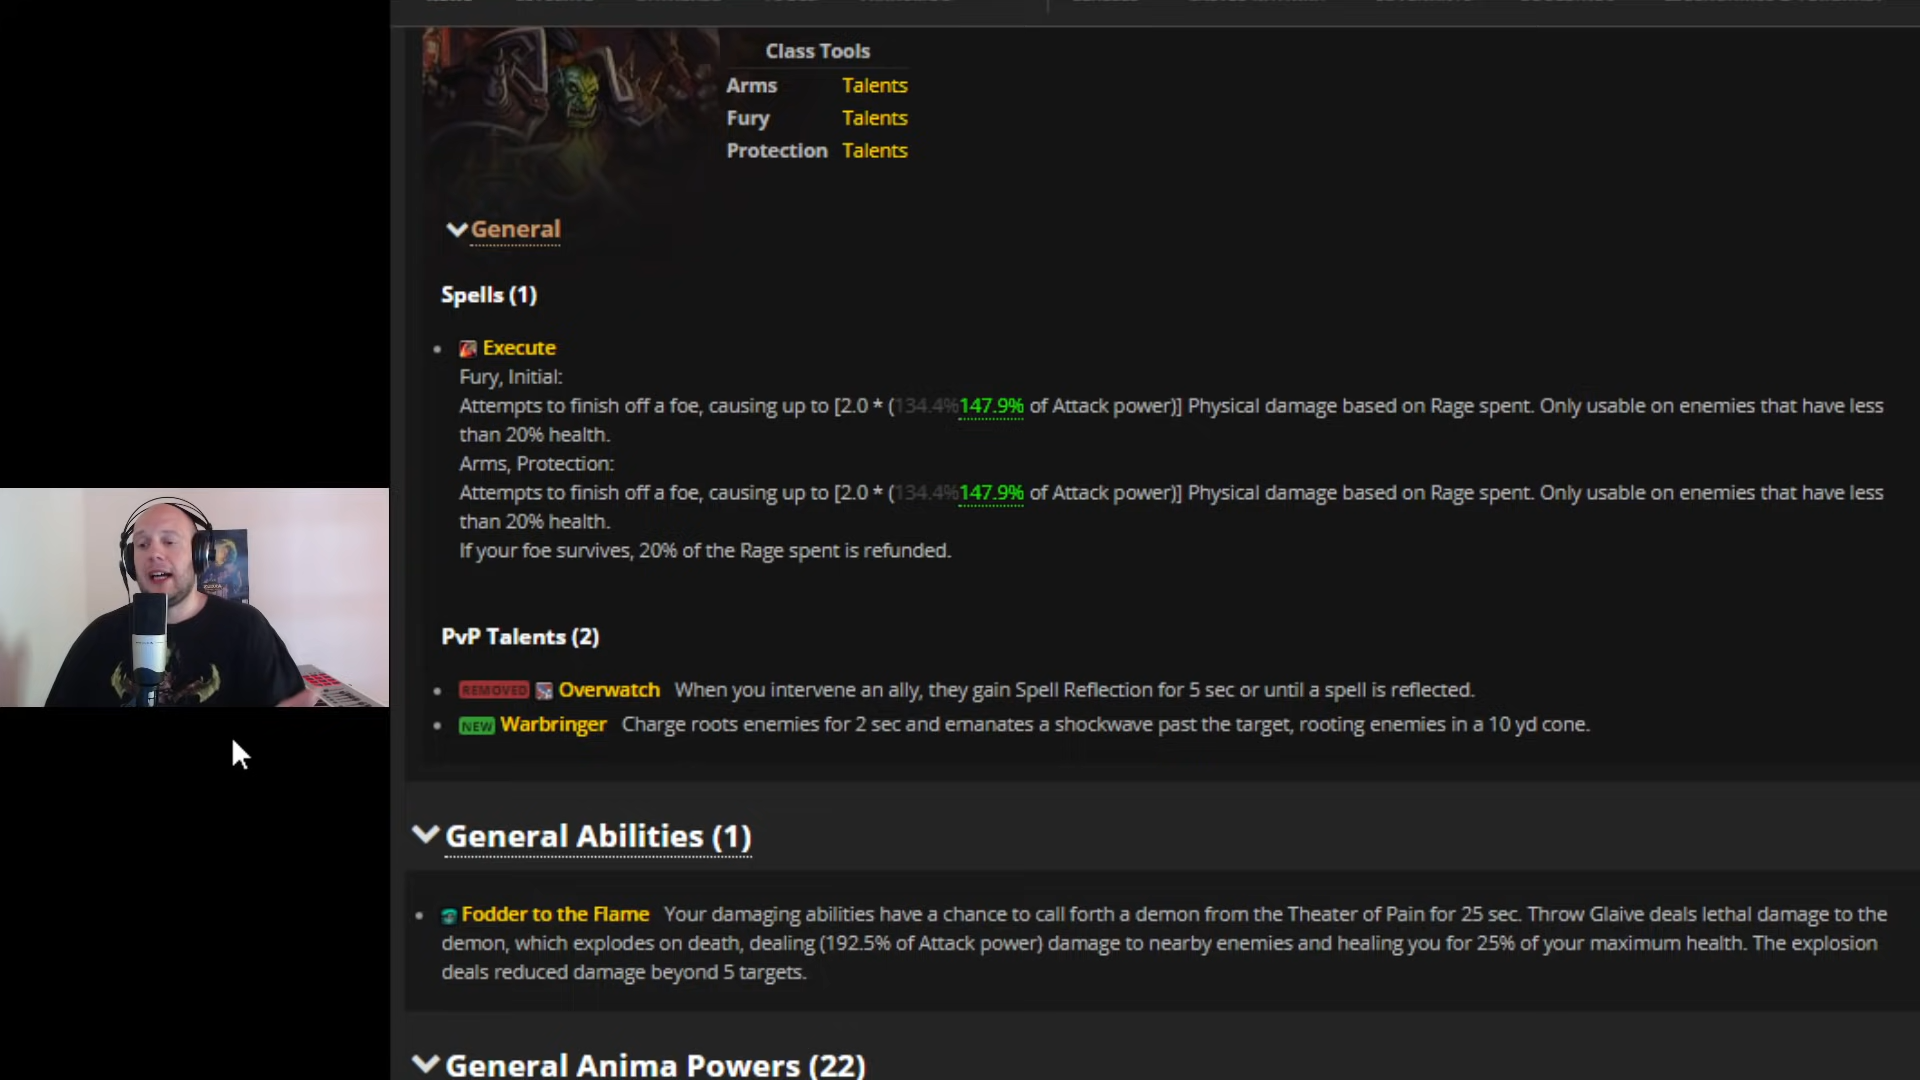 Class Tools
Arms Talents
Fury Talents
Protection Talents
General
Spells (1)
Execute
Fury, Initial:
Attempts to finish off a foe, causing up to [2.0 * (134.4%147.9% of Attack power)] Physical damage based on Rage spent. Only usable on enemies that have less
than 20% health.
Arms, Protection:
Attempts to finish off a foe, causing up to [2.0 * (134.4%147.9% of Attack power)] Physical damage based on Rage spent. Only usable on enemies that have less
than 20% health.
If your foe survives, 20% of the Rage spent is refunded.
PvP Talents (2)
REMOVED Overwatch When you intervene an ally, they gain Spell Reflection for 5 sec or until a spell is reflected.
NEW Warbringer Charge roots enemies for 2 sec and emanates a shockwave past the target, rooting enemies in a 10 yd cone.
General Abilities (1)
Fodder to the Flame Your damaging abilities have a chance to call forth a demon from the Theater of Pain for 25 sec. Throw Glaive deals lethal damage to the
demon, which explodes on death, dealing (192.5% of Attack power) damage to nearby enemies and healing you for 25% of your maximum health. The explosion
deals reduced damage beyond 5 targets.
General Anima Powers (22)